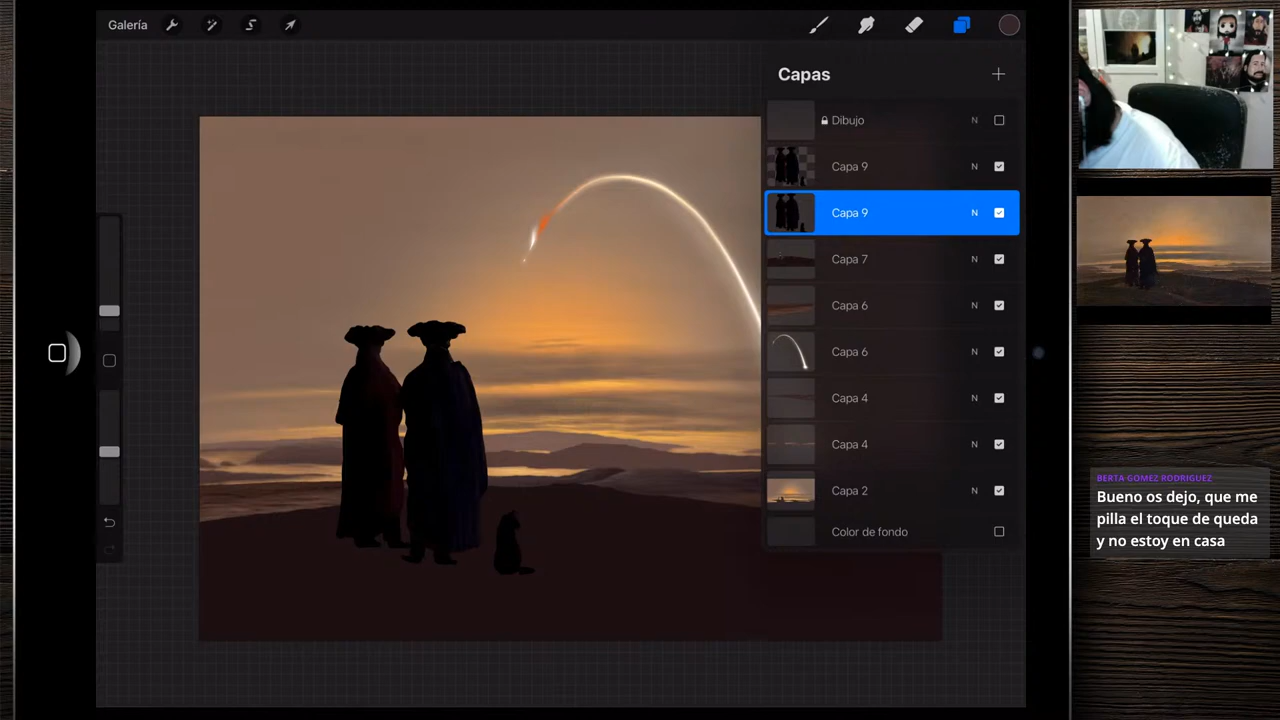 Galería
Capas
Dibujo N
Capa 9 N
Capa 9 N
Capa 7 N
Capa 6 N
Capa 6 N
Capa 4 N
Capa 4 N
Capa 2 N
Color de fondo
BERTA GOMEZ RODRIGUEZ
Bueno os dejo, que me
pilla el toque de queda
y no estoy en casa